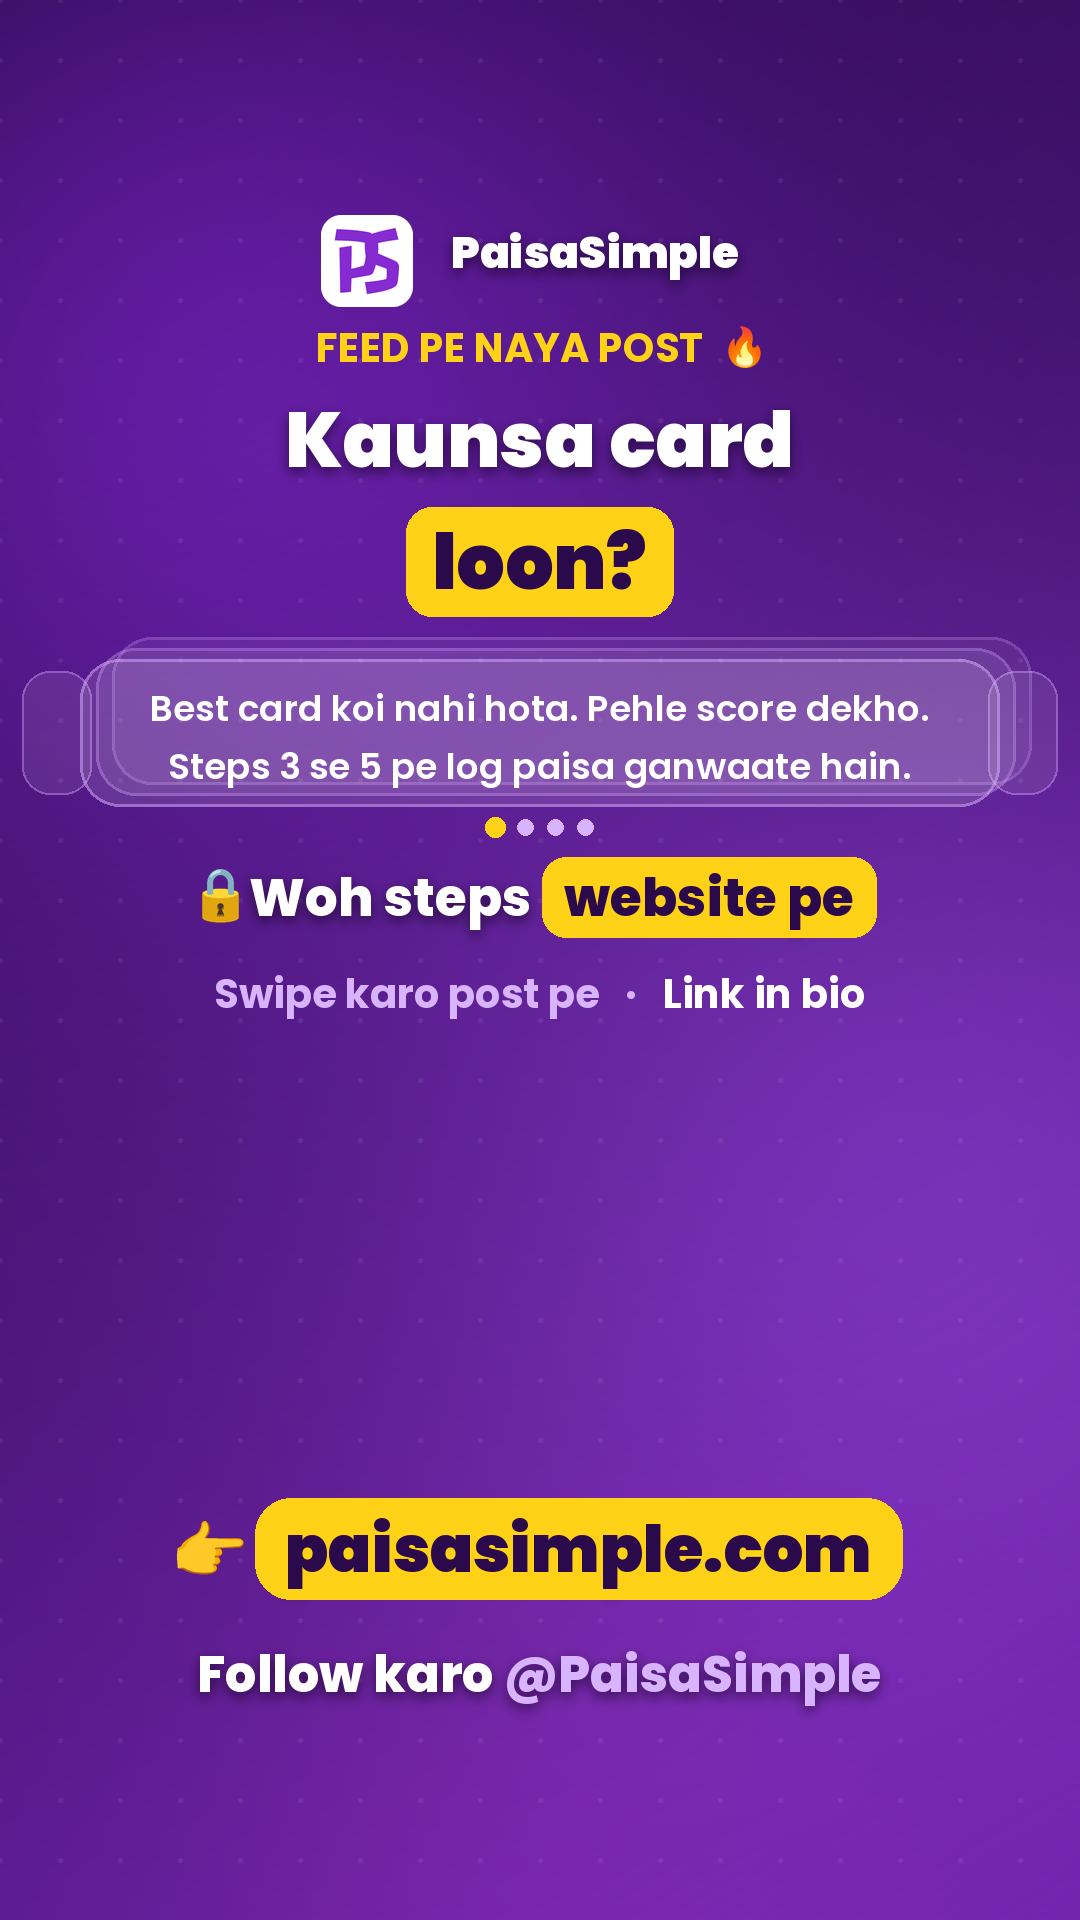 PS PaisaSimple
FEED PE NAYA POST 🔥
Kaunsa card
loon?
Best card koi nahi hota. Pehle score dekho.
Steps 3 se 5 pe log paisa ganwaate hain.
🔒Woh steps website pe
Swipe karo post pe • Link in bio
👉 paisasimple.com
Follow karo @PaisaSimple